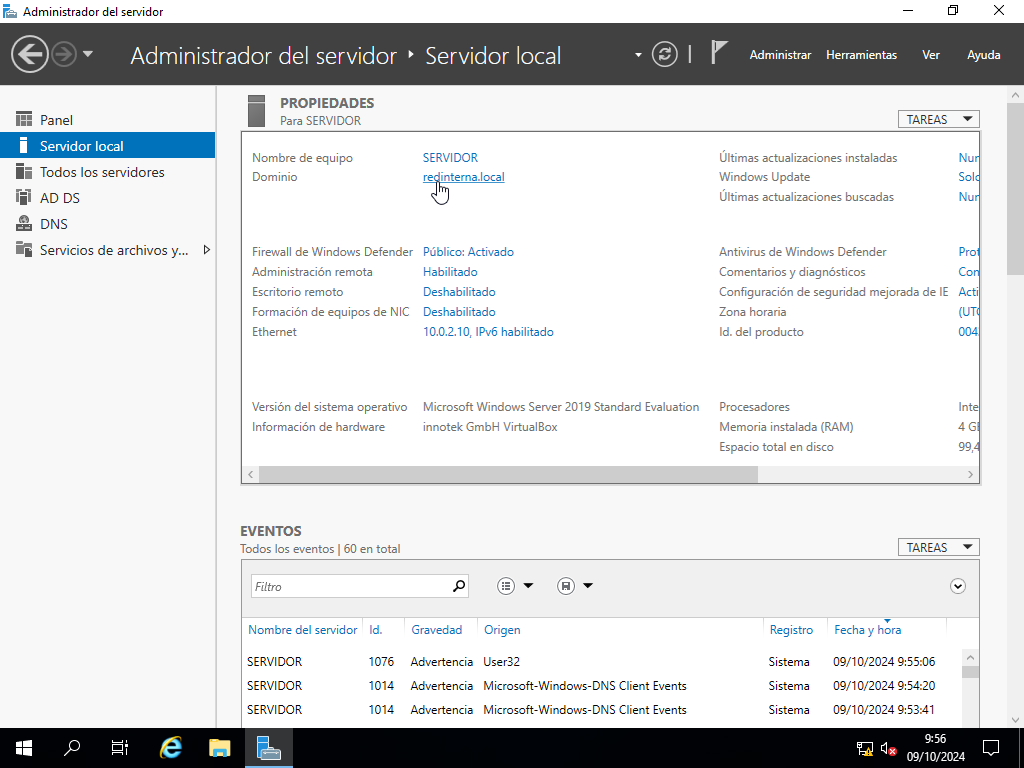 Administrador del servidor
Administrador del servidor ‣ Servidor local
Administrar Herramientas Ver Ayuda
Panel
Servidor local
Todos los servidores
AD DS
DNS
Servicios de archivos y...
PROPIEDADES
Para SERVIDOR
TAREAS
Nombre de equipo SERVIDOR Últimas actualizaciones instaladas Nun
Dominio redinterna.local Windows Update Solo
Últimas actualizaciones buscadas Nun
Firewall de Windows Defender Público: Activado Antivirus de Windows Defender Prot
Administración remota Habilitado Comentarios y diagnósticos Con
Escritorio remoto Deshabilitado Configuración de seguridad mejorada de IE Acti
Formación de equipos de NIC Deshabilitado Zona horaria (UTC
Ethernet 10.0.2.10, IPv6 habilitado Id. del producto 004
Versión del sistema operativo Microsoft Windows Server 2019 Standard Evaluation Procesadores Inte
Información de hardware innotek GmbH VirtualBox Memoria instalada (RAM) 4 GB
Espacio total en disco 99,4
EVENTOS
Todos los eventos | 60 en total
TAREAS
Filtro
Nombre del servidor Id. Gravedad Origen Registro Fecha y hora
SERVIDOR 1076 Advertencia User32 Sistema 09/10/2024 9:55:06
SERVIDOR 1014 Advertencia Microsoft-Windows-DNS Client Events Sistema 09/10/2024 9:54:20
SERVIDOR 1014 Advertencia Microsoft-Windows-DNS Client Events Sistema 09/10/2024 9:53:41
9:56
09/10/2024